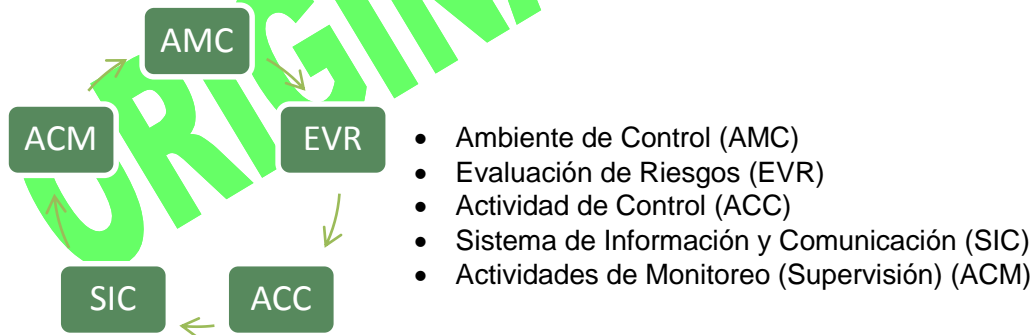 AMC
ACM
EVR
SIC
ACC
• Ambiente de Control (AMC)
• Evaluación de Riesgos (EVR)
• Actividad de Control (ACC)
• Sistema de Información y Comunicación (SIC)
• Actividades de Monitoreo (Supervisión) (ACM)